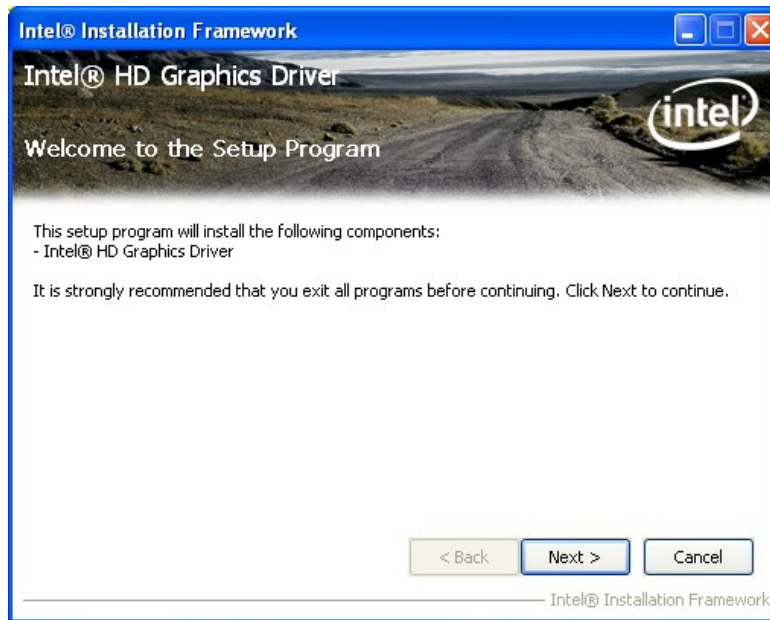 Intel® Installation Framework
Intel® HD Graphics Driver
intel
Welcome to the Setup Program
This setup program will install the following components:
- Intel® HD Graphics Driver
It is strongly recommended that you exit all programs before continuing. Click Next to continue.
< Back Next > Cancel
Intel® Installation Framework